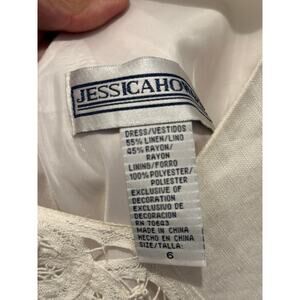 JESSICAHO
DRESS/VESTIDOS
55% LINEN/LINO
45% RAYON/
RAYON
LINING/FORRO
100% POLYESTER/
POLIESTER
EXCLUSIVE OF
DECORATION
EXCLUSIVO DE
DECORACION
RN 70603
MADE IN CHINA
HECHO EN CHINA
SIZE/TALLA:
6